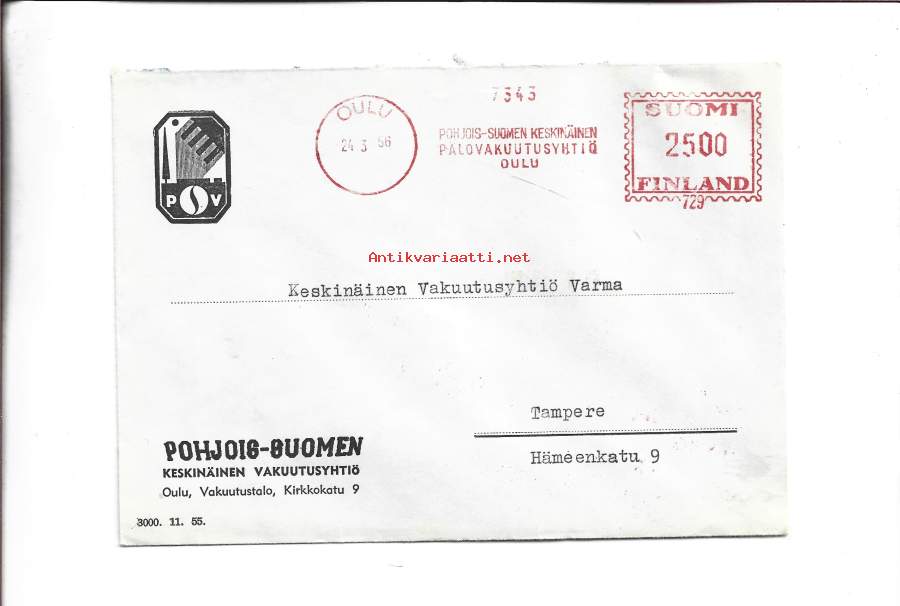 7343
OULU
24 3 56
POHJOIS-SUOMEN KESKINÄINEN
PALOVAKUUTUSYHTIÖ
OULU
SUOMI
2500
FINLAND
729
P S V
Antikvariaatti.net
Keskinäinen Vakuutusyhtiö Varma
Tampere
Hämeenkatu 9
POHJOIS-SUOMEN
KESKINÄINEN VAKUUTUSYHTIÖ
Oulu, Vakuutustalo, Kirkkokatu 9
3000. 11. 55.